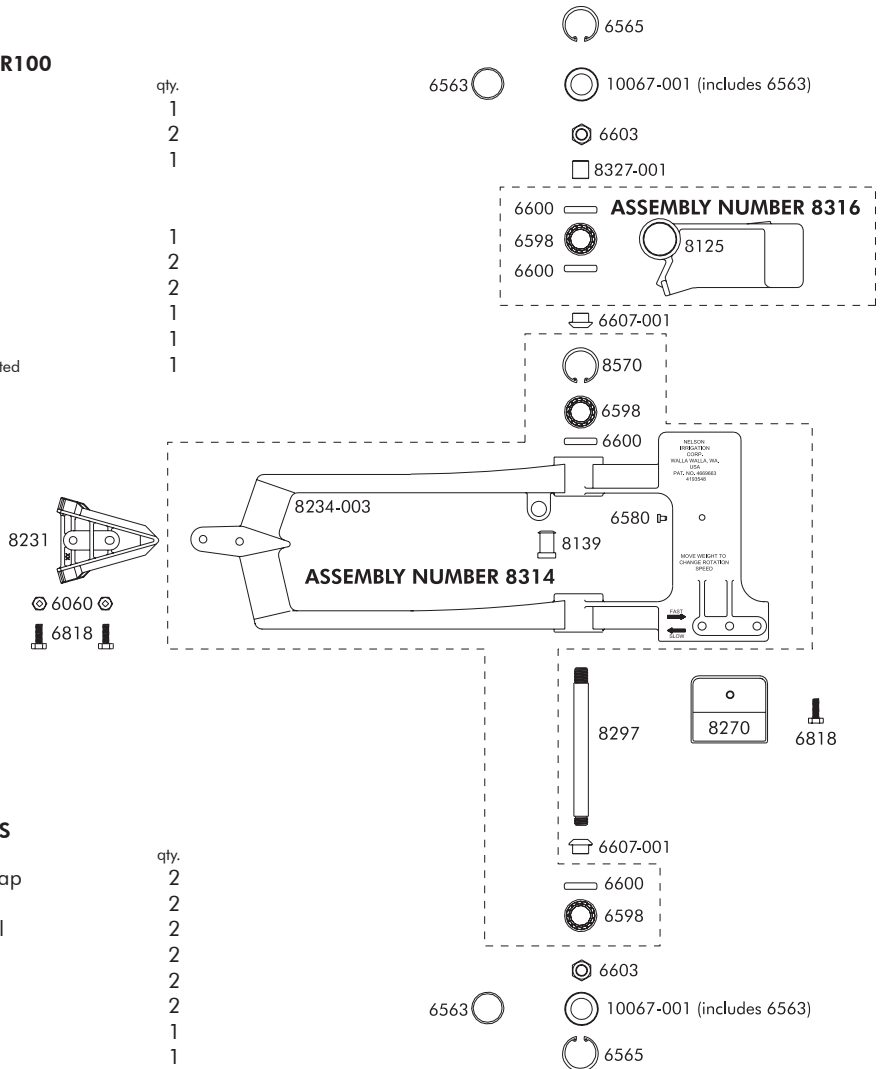 R100
qty.
1
2
1
1
2
2
1
1
ted
1
6565
6563
10067-001 (includes 6563)
6603
8327-001
ASSEMBLY NUMBER 8316
6600
6598
8125
6600
6607-001
8570
6598
6600
NELSON
IRRIGATION
CORP.
WALLA WALLA, WA.
USA
PAT. NO. 4669663
4193548
8234-003
6580
8231
8139
MOVE WEIGHT TO
CHANGE ROTATION
SPEED
ASSEMBLY NUMBER 8314
6060
6818
FAST
SLOW
8297
8270
6818
6607-001
6600
6598
6603
6563
10067-001 (includes 6563)
6565
S
qty.
ap
2
2
l
2
2
2
2
1
1